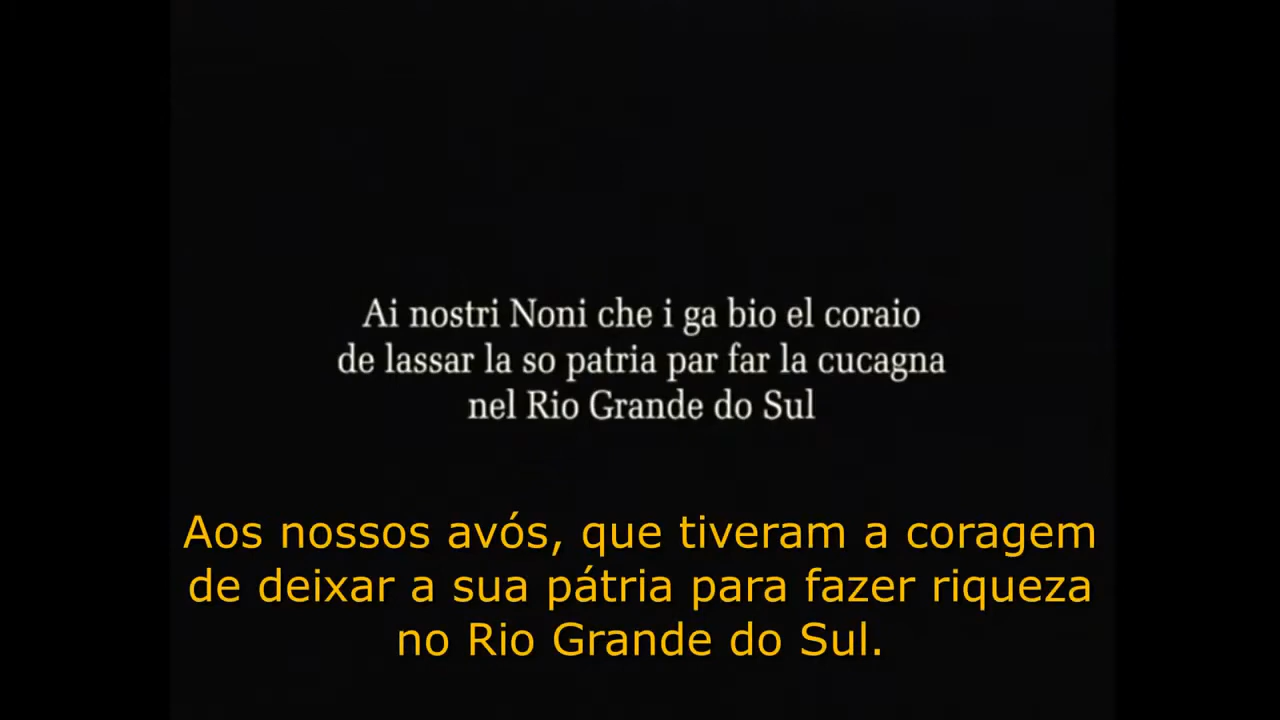 Ai nostri Noni che i ga bio el coraio
de lassar la so patria par far la cucagna
nel Rio Grande do Sul
Aos nossos avós, que tiveram a coragem
de deixar a sua pátria para fazer riqueza
no Rio Grande do Sul.